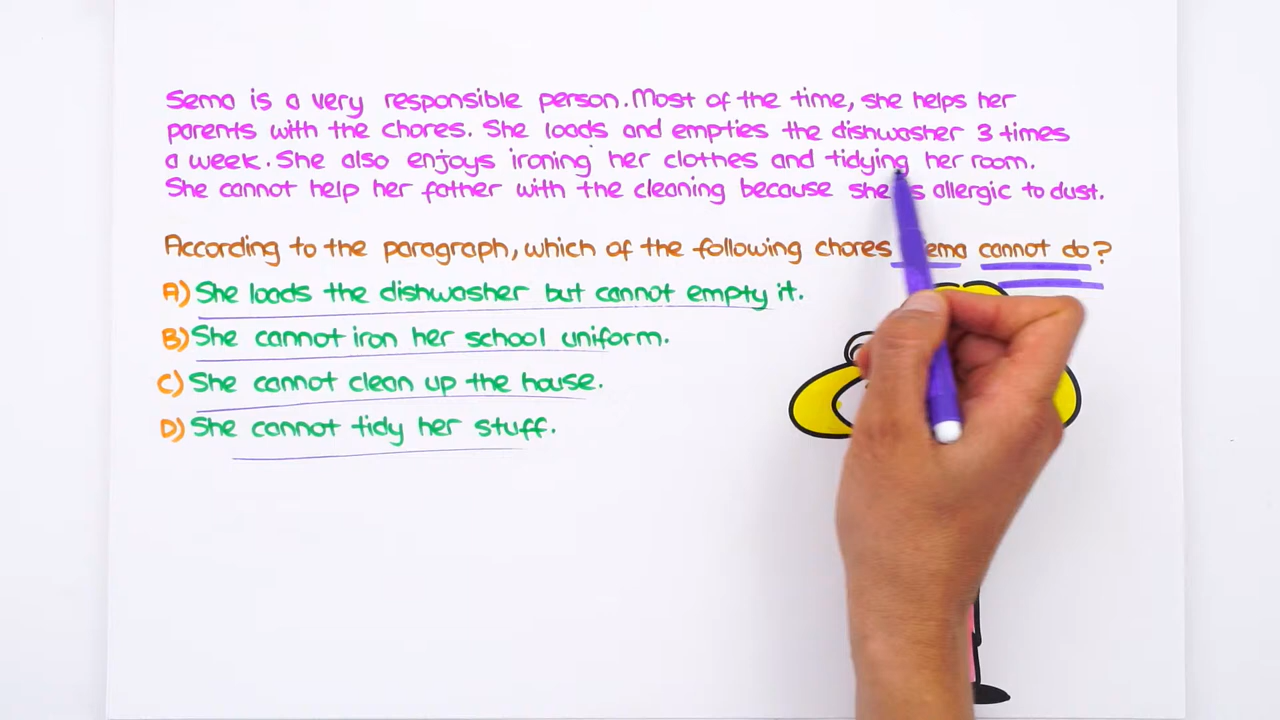 Sema is a very responsible person. Most of the time, she helps her
parents with the chores. She loads and empties the dishwasher 3 times
a week. She also enjoys ironing her clothes and tidying her room.
She cannot help her father with the cleaning because she is allergic to dust.
According to the paragraph, which of the following chores Sema cannot do?
A) She loads the dishwasher but cannot empty it.
B) She cannot iron her school uniform.
C) She cannot clean up the house.
D) She cannot tidy her stuff.